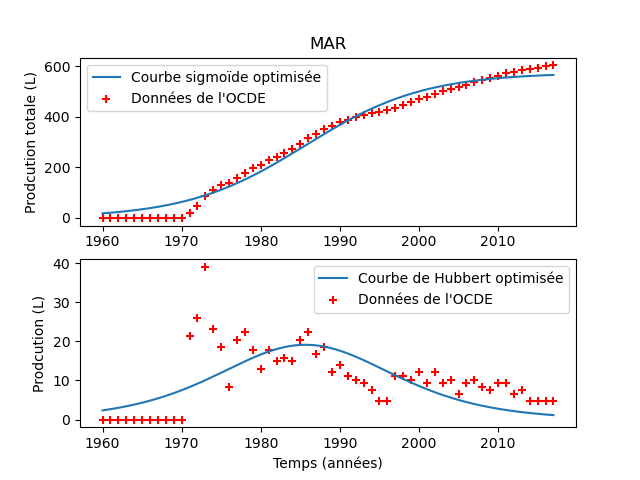 MAR
Prodcution totale (L)
600
400
200
0
Courbe sigmoïde optimisée
Données de l'OCDE
1960 1970 1980 1990 2000 2010
Prodcution (L)
40
30
20
10
0
Courbe de Hubbert optimisée
Données de l'OCDE
1960 1970 1980 1990 2000 2010
Temps (années)